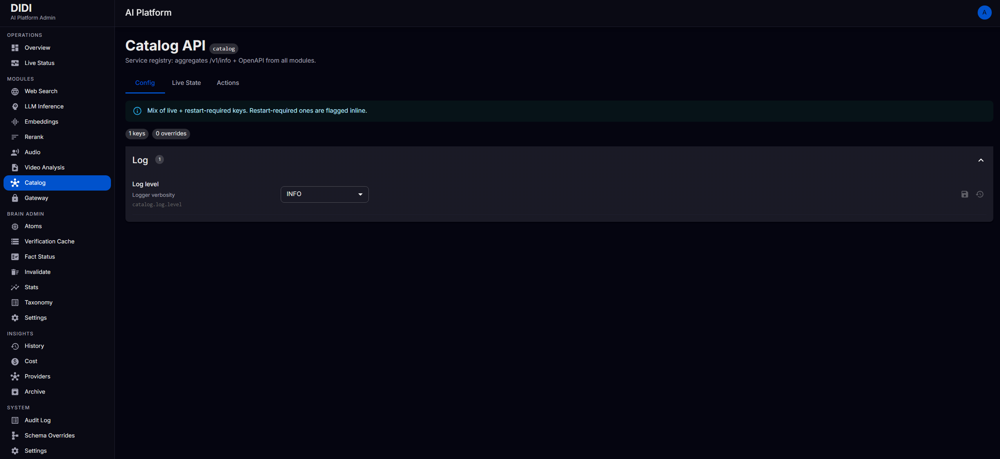 DIDI
AI Platform Admin
OPERATIONS
Overview
Live Status
MODULES
Web Search
LLM Inference
Embeddings
Rerank
Audio
Video Analysis
Catalog
Gateway
BRAIN ADMIN
Atoms
Verification Cache
Fact Status
Invalidate
Stats
Taxonomy
Settings
INSIGHTS
History
Cost
Providers
Archive
SYSTEM
Audit Log
Schema Overrides
Settings
AI Platform
A
Catalog API catalog
Service registry: aggregates /v1/info + OpenAPI from all modules.
Config Live State Actions
Mix of live + restart-required keys. Restart-required ones are flagged inline.
1 keys 0 overrides
Log 1
Log level
Logger verbosity
catalog.log.level
INFO